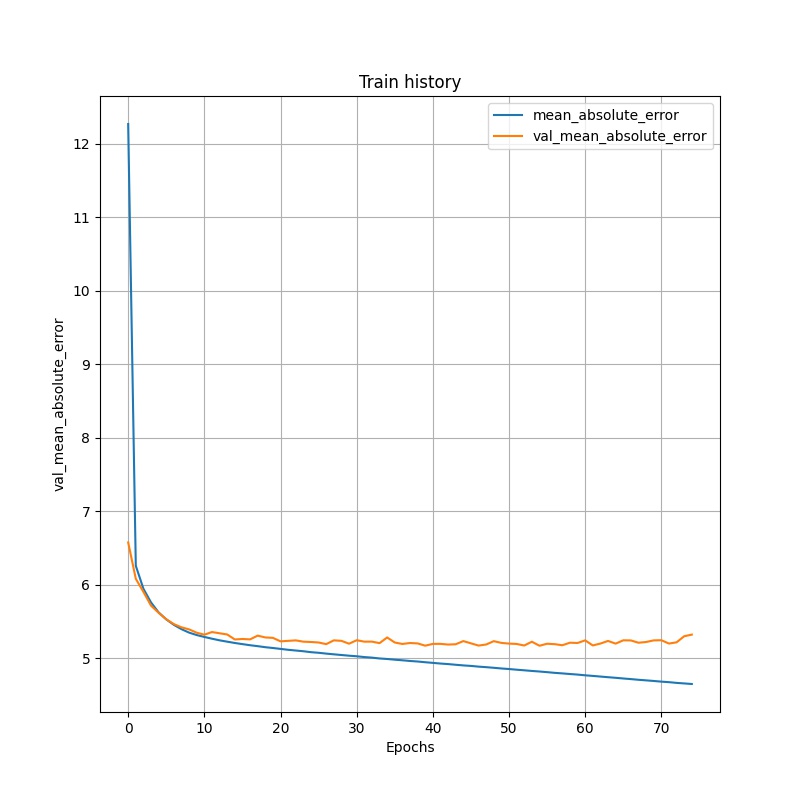 Train history
mean_absolute_error
val_mean_absolute_error
val_mean_absolute_error
12
11
10
9
8
7
6
5
0 10 20 30 40 50 60 70
Epochs